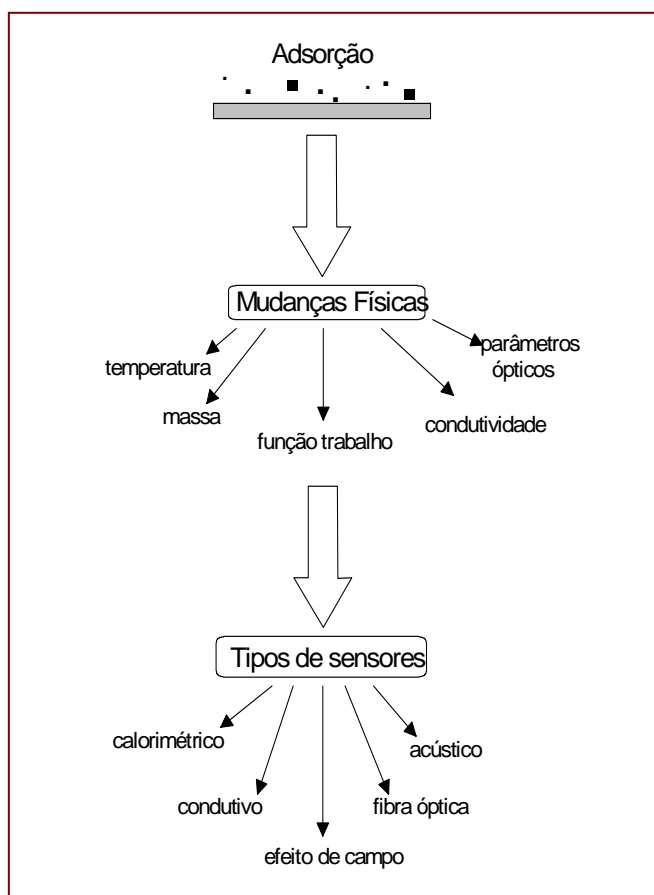 Adsorção
Mudanças Físicas
temperatura
massa
função trabalho
condutividade
parâmetros
ópticos
Tipos de sensores
calorimétrico
condutivo
efeito de campo
fibra óptica
acústico